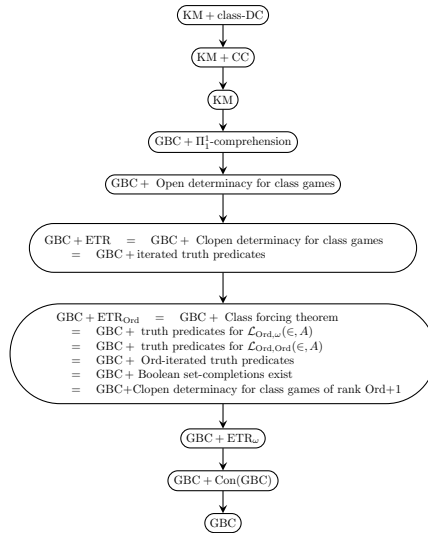 KM + class-DC
KM + CC
KM
GBC + Π¹₁-comprehension
GBC + Open determinacy for class games
GBC + ETR = GBC + Clopen determinacy for class games
= GBC + iterated truth predicates
GBC + ETR_Ord = GBC + Class forcing theorem
= GBC + truth predicates for ℒ_Ord,ω(∈, A)
= GBC + truth predicates for ℒ_Ord,Ord(∈, A)
= GBC + Ord-iterated truth predicates
= GBC + Boolean set-completions exist
= GBC+Clopen determinacy for class games of rank Ord+1
GBC + ETR_ω
GBC + Con(GBC)
GBC